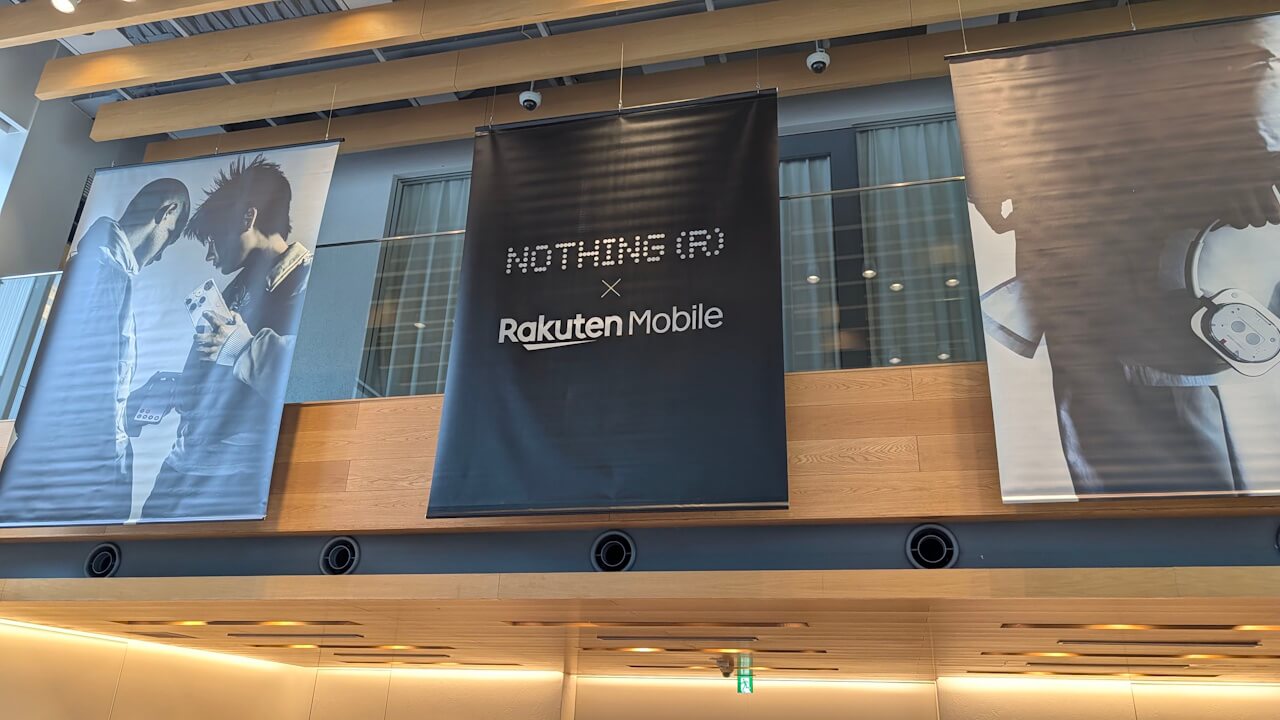 NOTHING (R)
×
Rakuten Mobile